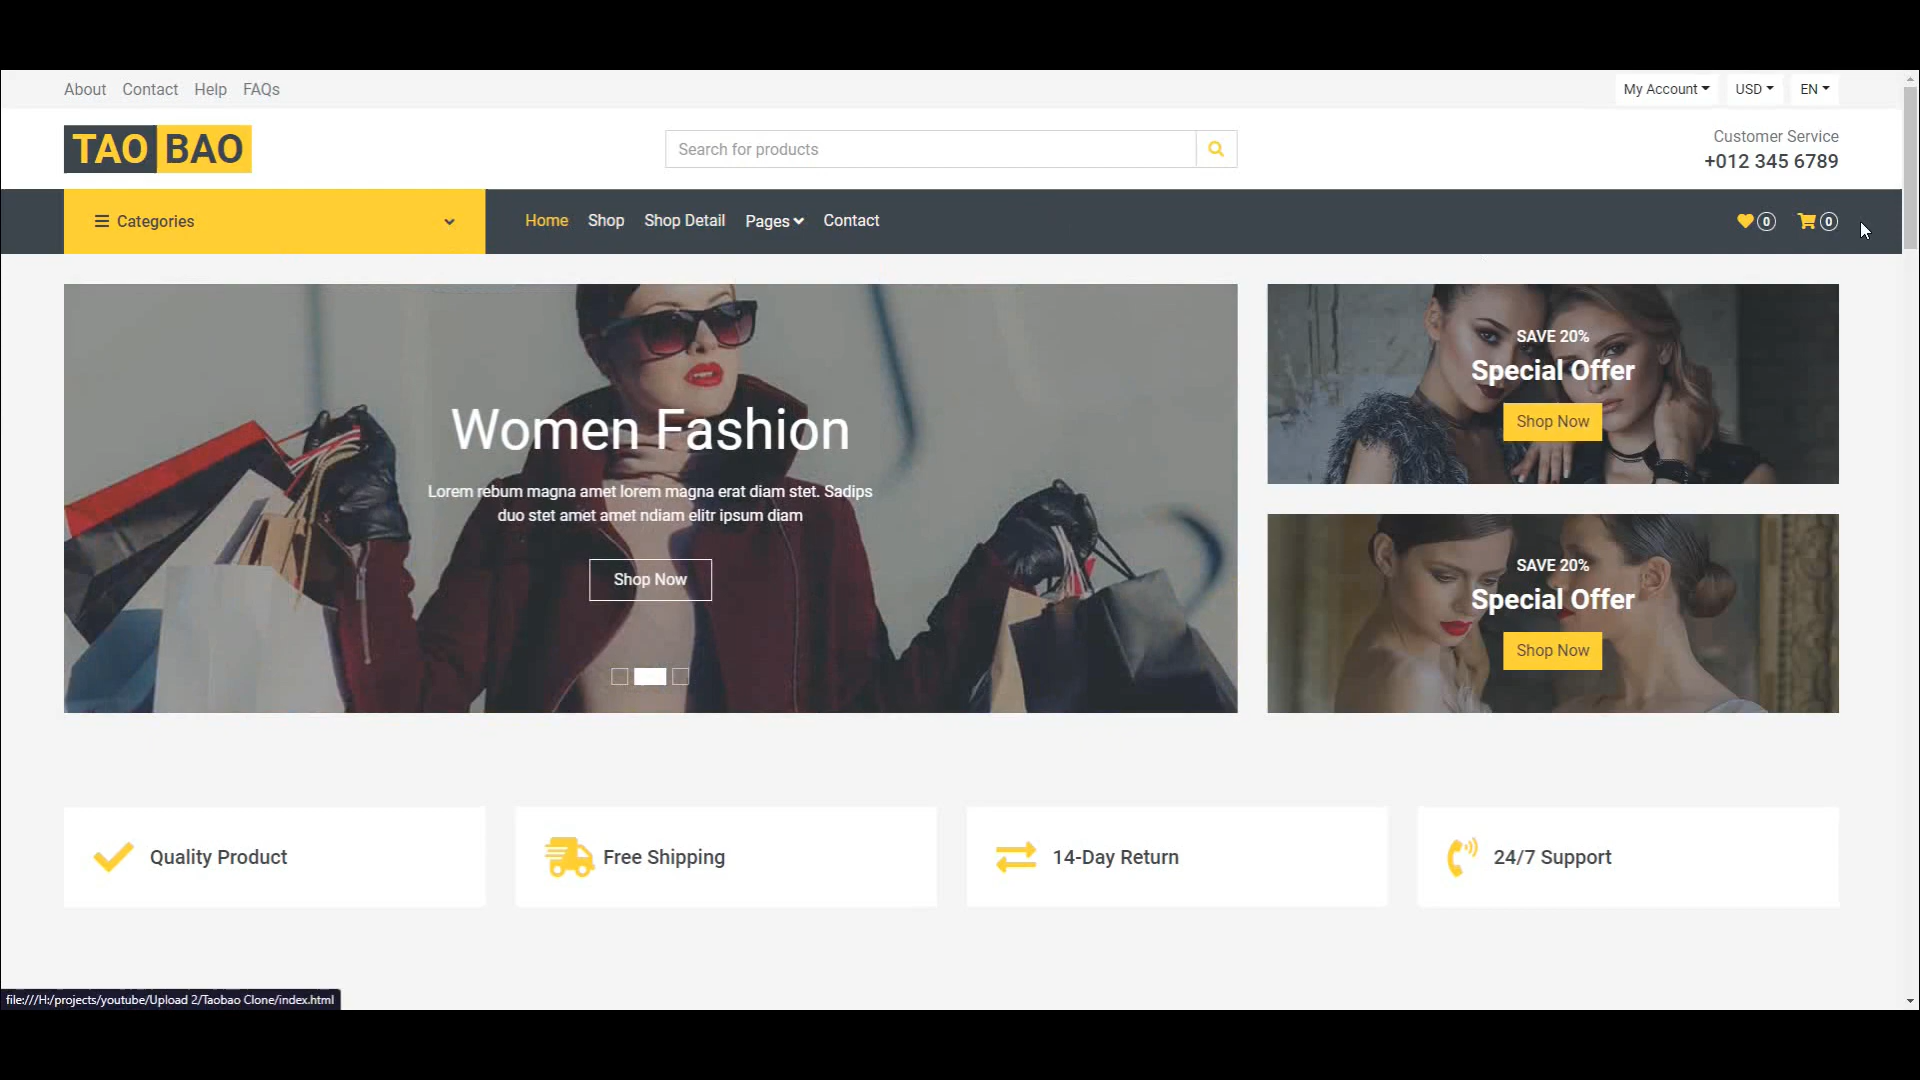 About Contact Help FAQs
My Account USD EN
TAO BAO
Search for products
Customer Service
+012 345 6789
Categories
Home Shop Shop Detail Pages Contact
0 0
Women Fashion
Lorem rebum magna amet lorem magna erat diam stet. Sadips
duo stet amet amet ndiam elitr ipsum diam
Shop Now
SAVE 20%
Special Offer
Shop Now
SAVE 20%
Special Offer
Shop Now
Quality Product
Free Shipping
14-Day Return
24/7 Support
file:///H:/projects/youtube/Upload 2/Taobao Clone/index.html